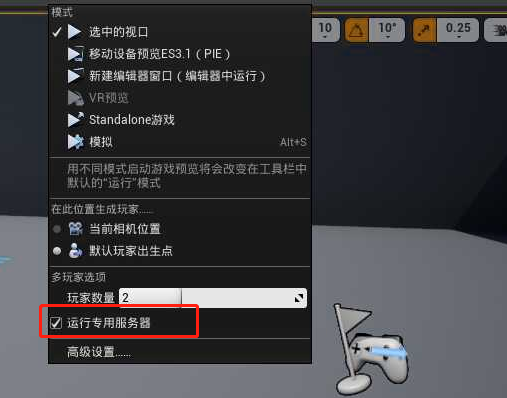 模式
10
10°
0.25
选中的视口
移动设备预览ES3.1（PIE）
新建编辑器窗口（编辑器中运行）
VR预览
Standalone游戏
模拟 Alt+S
用不同模式启动游戏预览将会改变在工具栏中
默认的“运行”模式
在此位置生成玩家......
当前相机位置
默认玩家出生点
多玩家选项
玩家数量 2
运行专用服务器
高级设置......